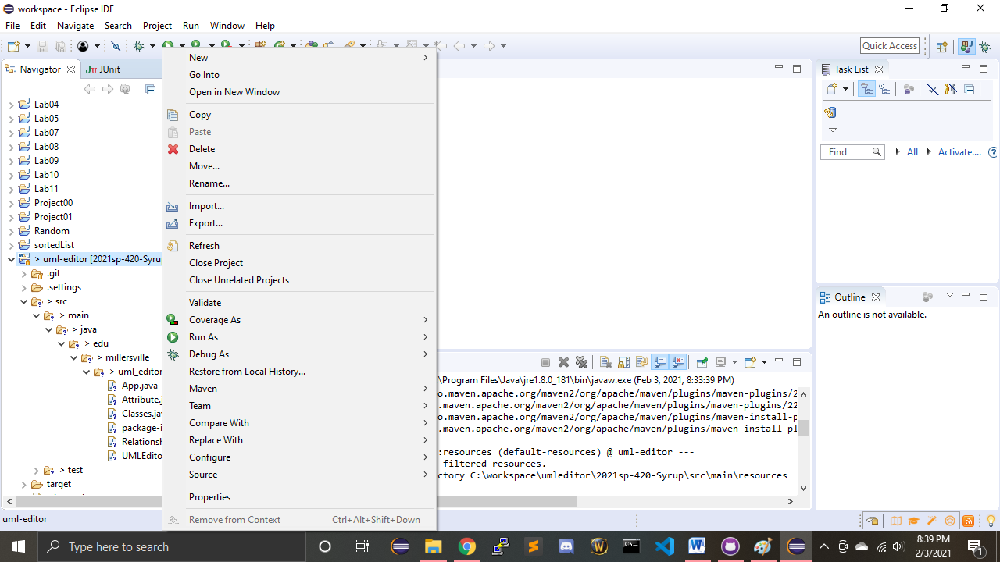 workspace - Eclipse IDE
File Edit Navigate Search Project Run Window Help
Quick Access
Navigator
JUnit
Lab04
Lab05
Lab07
Lab08
Lab09
Lab10
Lab11
Project00
Project01
Random
sortedList
> uml-editor [2021sp-420-Syru
.git
.settings
> src
> main
> java
> edu
> millersville
> uml_editor
App.java
Attribute.j
Classes.jav
package-i
Relationsh
UMLEdito
> test
target
uml-editor
New
Go Into
Open in New Window
Copy
Paste
Delete
Move...
Rename...
Import...
Export...
Refresh
Close Project
Close Unrelated Projects
Validate
Coverage As
Run As
Debug As
Restore from Local History...
Maven
Team
Compare With
Replace With
Configure
Source
Properties
Remove from Context Ctrl+Alt+Shift+Down
\Program Files\Java\jre1.8.0_181\bin\javaw.exe (Feb 3, 2021, 8:33:39 PM)
o.maven.apache.org/maven2/org/apache/maven/plugins/maven-plugins/2
o.maven.apache.org/maven2/org/apache/maven/plugins/maven-plugins/22
o.maven.apache.org/maven2/org/apache/maven/plugins/maven-install-p
o.maven.apache.org/maven2/org/apache/maven/plugins/maven-install-pl
:resources (default-resources) @ uml-editor ---
filtered resources.
ctory C:\workspace\umleditor\2021sp-420-Syrup\src\main\resources
Task List
Find
All
Activate....
Outline
An outline is not available.
Type here to search
8:39 PM
2/3/2021
1